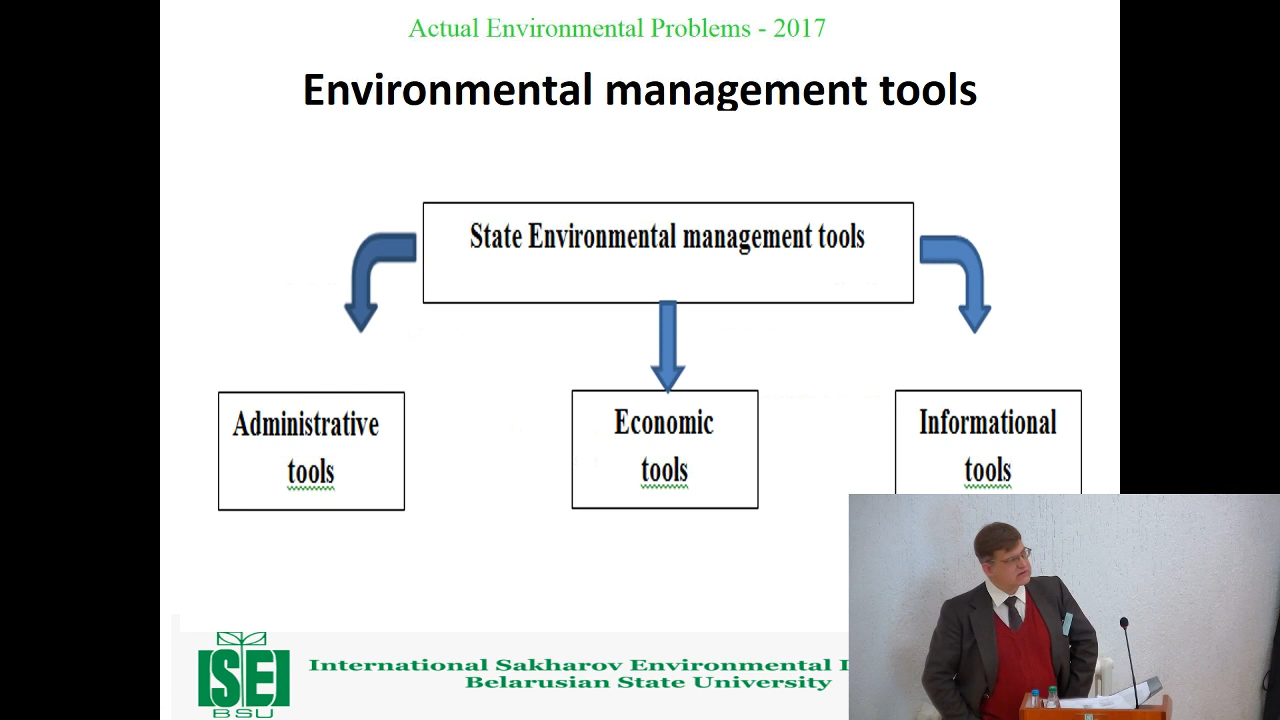 Actual Environmental Problems - 2017
Environmental management tools
State Environmental management tools
Administrative
tools
Economic
tools
Informational
tools
ISEI
BSU
International Sakharov Environmental
Belarusian State University